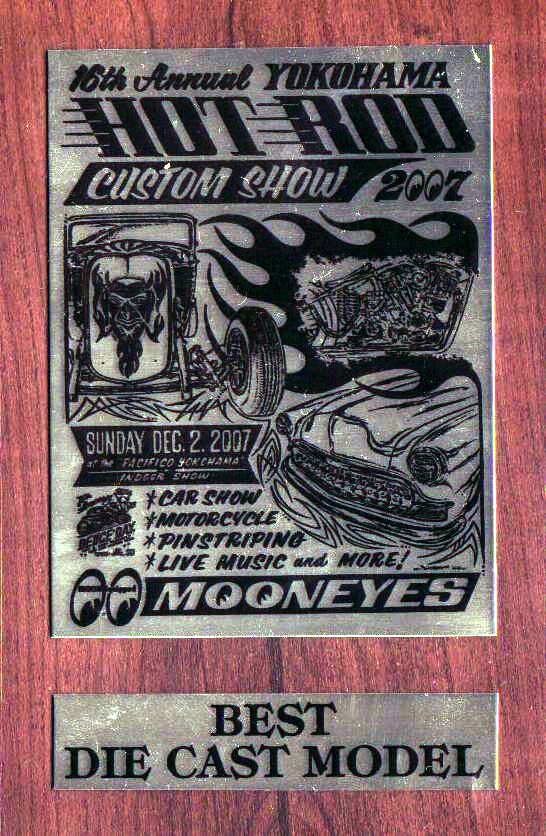 16th Annual YOKOHAMA
HOT ROD
CUSTOM SHOW 2007
SUNDAY DEC. 2. 2007
at the "PACIFICO YOKOHAMA"
INDOOR SHOW
*CAR SHOW
*MOTORCYCLE
*PINSTRIPING
*LIVE MUSIC and MORE!
MOONEYES
BEST
DIE CAST MODEL